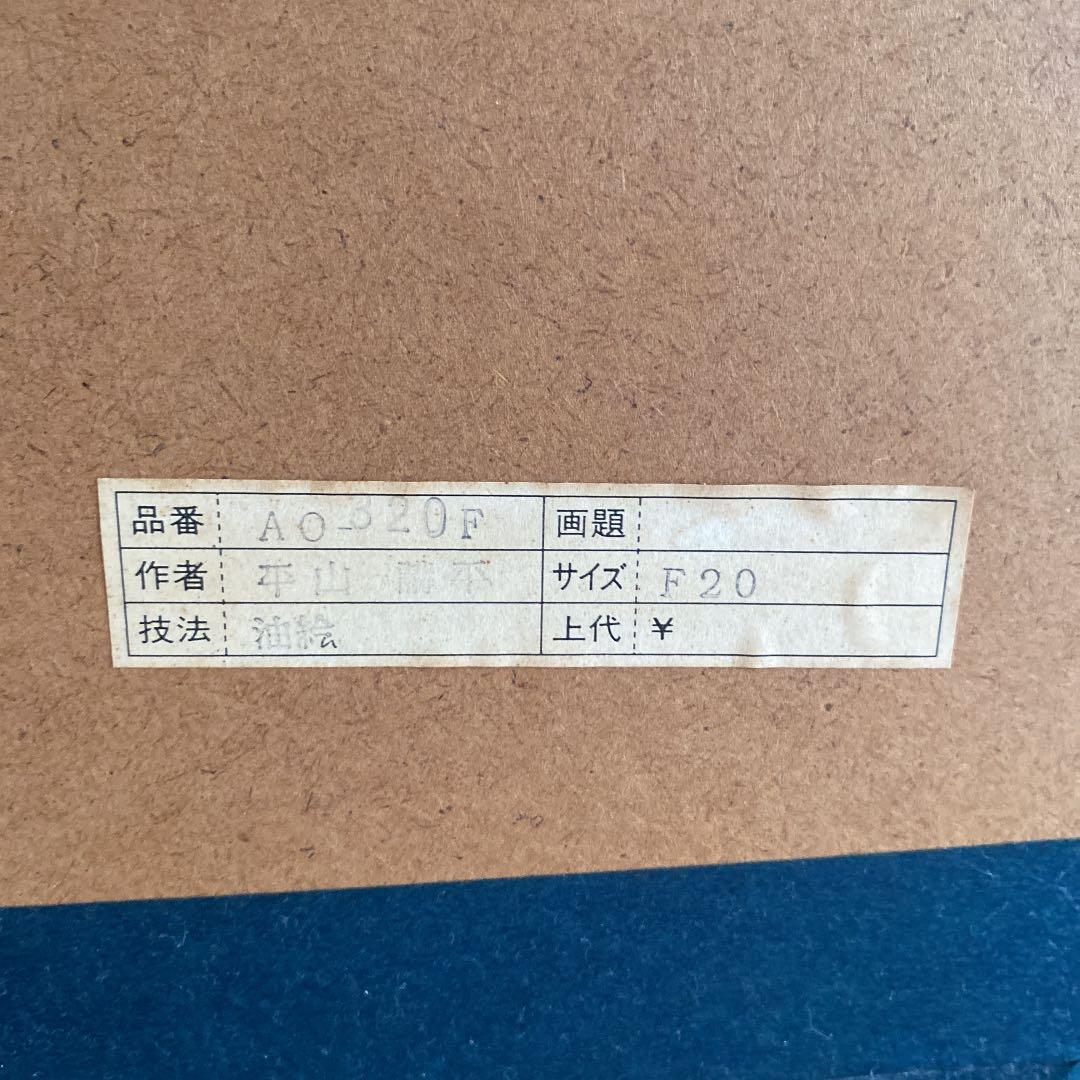 品番 AO-320F 画題
作者 平山 サイズ F20
技法 油絵 上代 ¥